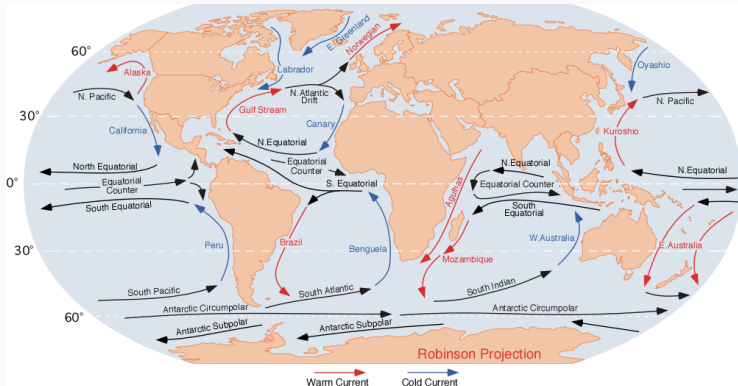 E. Greenland
Norwegian
60°
Alaska
Labrador
Oyashio
N. Pacific
N. Atlantic
Drift
N. Pacific
Gulf Stream
30°
California
Canary
Kuroshio
N.Equatorial
North Equatorial
Equatorial
Counter
N.Equatorial
N.Equatorial
0°
Equatorial
Counter
S. Equatorial
Equatorial Counter
South Equatorial
Agulhas
South
Equatorial
Peru
Brazil
Benguela
W.Australia
E.Australia
30°
Mozambique
South Pacific
South Atlantic
South Indian
Antarctic Circumpolar
Antarctic Circumpolar
60°
Antarctic Subpolar
Antarctic Subpolar
Robinson Projection
Warm Current
Cold Current